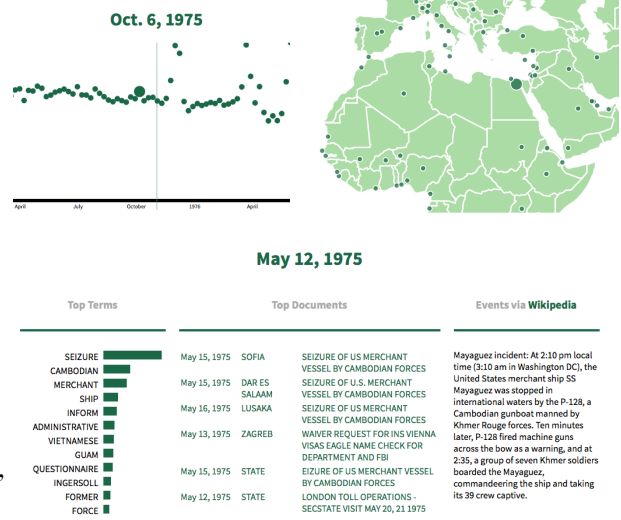 Oct. 6, 1975
April July October 1976 April
May 12, 1975
Top Terms
SEIZURE
CAMBODIAN
MERCHANT
SHIP
INFORM
ADMINISTRATIVE
VIETNAMESE
GUAM
QUESTIONNAIRE
INGERSOLL
FORMER
FORCE
Top Documents
May 15, 1975 SOFIA SEIZURE OF US MERCHANT
VESSEL BY CAMBODIAN FORCES
May 15, 1975 DAR ES SEIZURE OF U.S. MERCHANT
SALAAM VESSEL BY CAMBODIAN FORCES
May 16, 1975 LUSAKA SEIZURE OF US MERCHANT
VESSEL BY CAMBODIAN FORCES
May 13, 1975 ZAGREB WAIVER REQUEST FOR INS VIENNA
VISAS EAGLE NAME CHECK FOR
DEPARTMENT AND FBI
May 15, 1975 STATE EIZURE OF US MERCHANT VESSEL
BY CAMBODIAN FORCES
May 12, 1975 STATE LONDON TOLL OPERATIONS -
SECSTATE VISIT MAY 20, 21 1975
Events via Wikipedia
Mayaguez incident: At 2:10 pm local
time (3:10 am in Washington DC), the
United States merchant ship SS
Mayaguez was stopped in
international waters by the P-128, a
Cambodian gunboat manned by
Khmer Rouge forces. Ten minutes
later, P-128 fired machine guns
across the bow as a warning, and at
2:35, a group of seven Khmer soldiers
boarded the Mayaguez,
commandeering the ship and taking
its 39 crew captive.
,